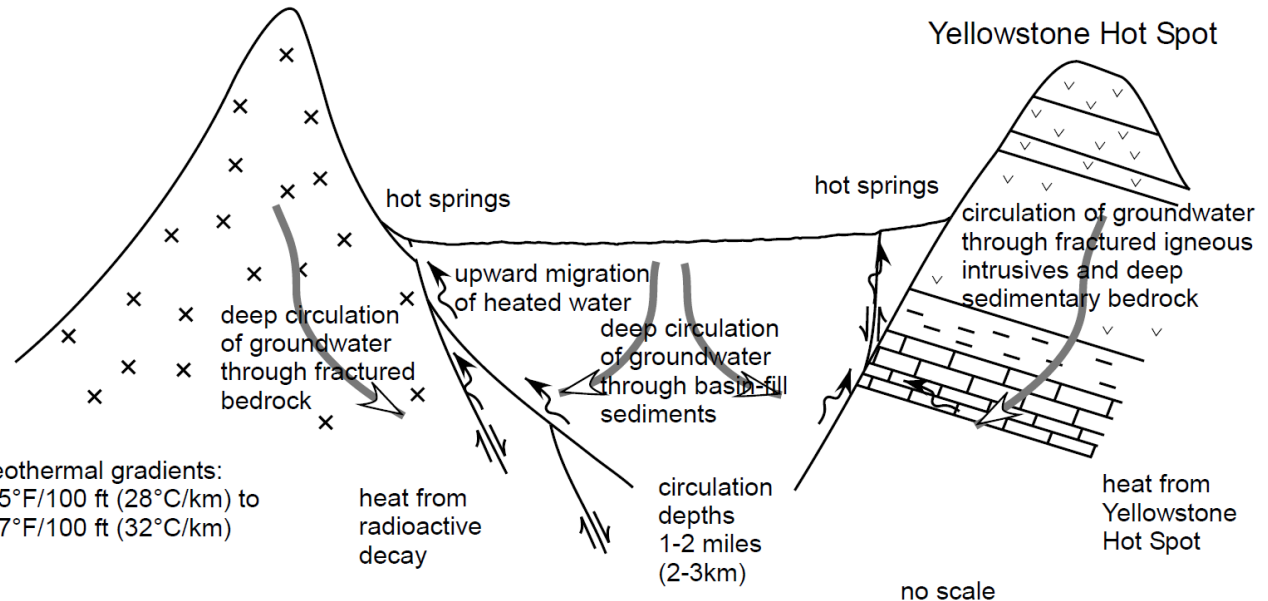 Yellowstone Hot Spot
hot springs
hot springs
upward migration
of heated water
circulation of groundwater
through fractured igneous
intrusives and deep
sedimentary bedrock
deep circulation
of groundwater
through fractured
bedrock
deep circulation
of groundwater
through basin-fill
sediments
eothermal gradients:
5°F/100 ft (28°C/km) to
7°F/100 ft (32°C/km)
heat from
radioactive
decay
circulation
depths
1-2 miles
(2-3km)
heat from
Yellowstone
Hot Spot
no scale